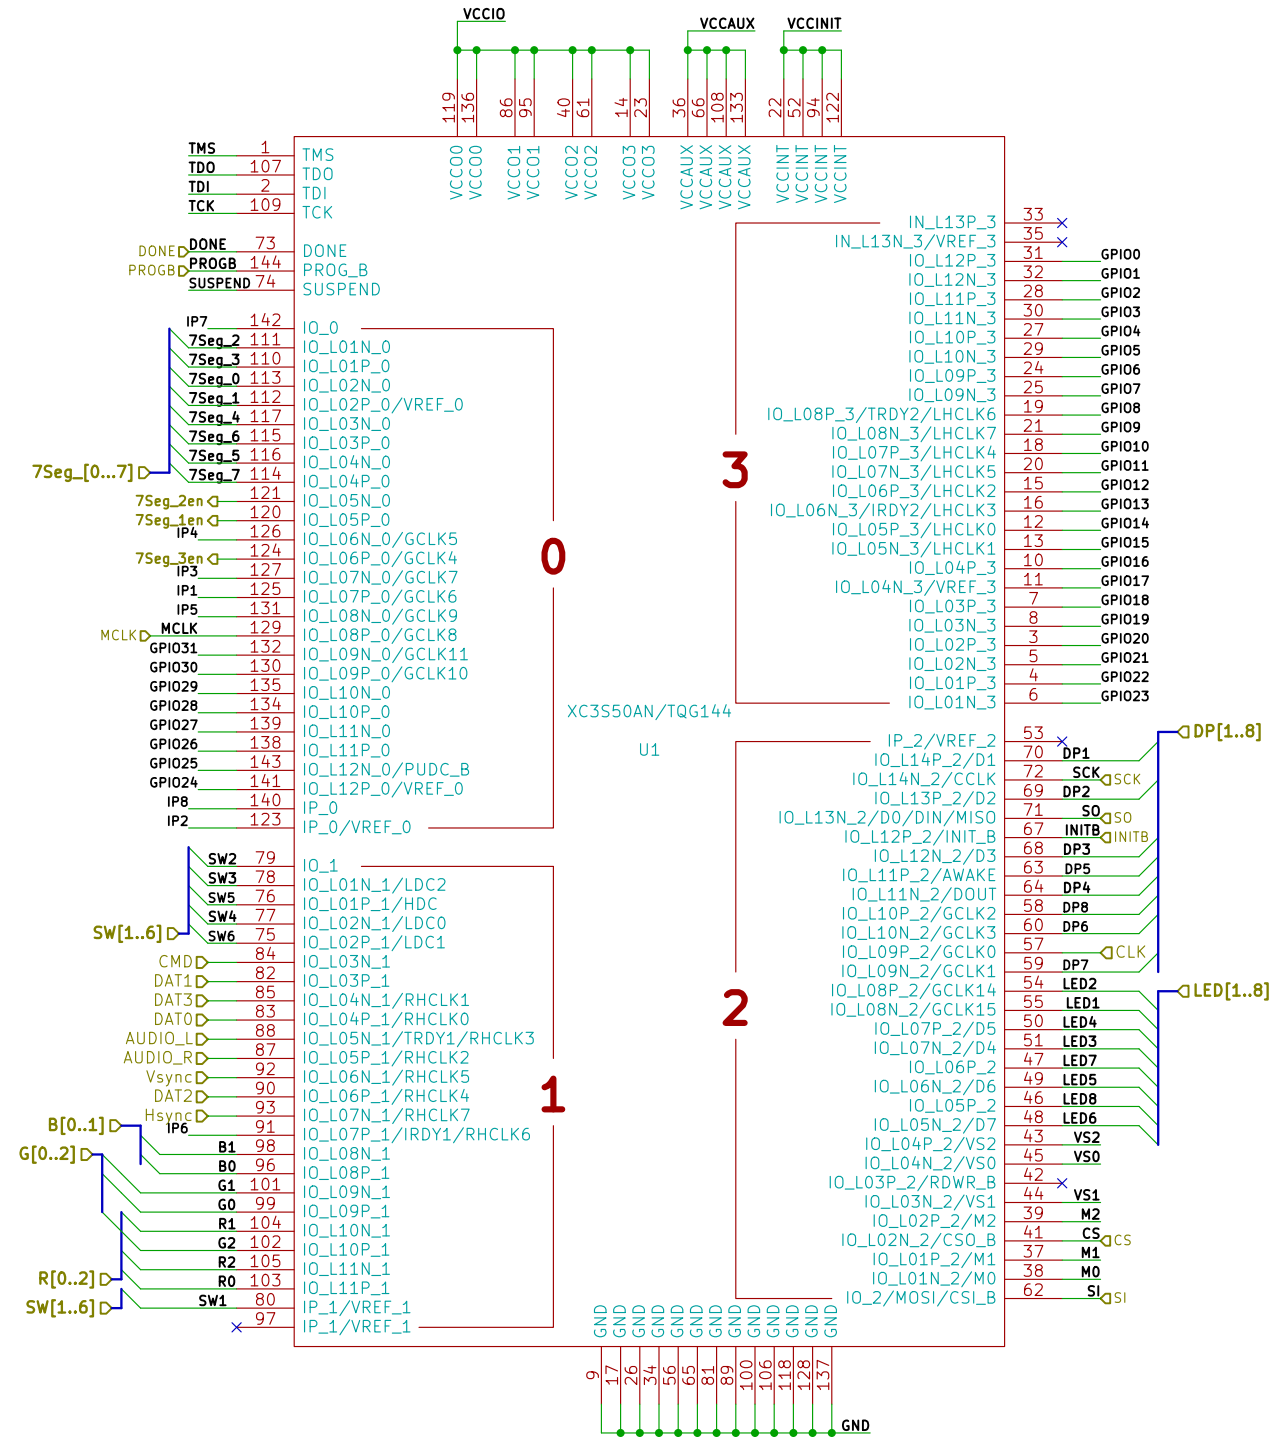 VCCIO VCCAUX VCCINIT
119 136 86 95 40 61 14 23 36 66 108 133 22 52 94 122
VCCO0 VCCO0 VCCO1 VCCO1 VCCO2 VCCO2 VCCO3 VCCO3 VCCAUX VCCAUX VCCAUX VCCAUX VCCINT VCCINT VCCINT VCCINT
TMS 1 TMS
TDO 107 TDO
TDI 2 TDI
TCK 109 TCK
DONE DONE 73 DONE
PROGB PROGB 144 PROG_B
SUSPEND 74 SUSPEND
IP7 142 IO_0
7Seg_2 111 IO_L01N_0
7Seg_3 110 IO_L01P_0
7Seg_0 113 IO_L02N_0
7Seg_1 112 IO_L02P_0/VREF_0
7Seg_4 117 IO_L03N_0
7Seg_6 115 IO_L03P_0
7Seg_5 116 IO_L04N_0
7Seg_[0...7]
7Seg_7 114 IO_L04P_0
7Seg_2en 121 IO_L05N_0
7Seg_1en 120 IO_L05P_0
IP4 126 IO_L06N_0/GCLK5
7Seg_3en 124 IO_L06P_0/GCLK4
0
IP3 127 IO_L07N_0/GCLK7
IP1 125 IO_L07P_0/GCLK6
IP5 131 IO_L08N_0/GCLK9
MCLK MCLK 129 IO_L08P_0/GCLK8
GPIO31 132 IO_L09N_0/GCLK11
GPIO30 130 IO_L09P_0/GCLK10
GPIO29 135 IO_L10N_0
GPIO28 134 IO_L10P_0
GPIO27 139 IO_L11N_0
GPIO26 138 IO_L11P_0
GPIO25 143 IO_L12N_0/PUDC_B
GPIO24 141 IO_L12P_0/VREF_0
IP8 140 IP_0
IP2 123 IP_0/VREF_0
SW2 79 IO_1
SW3 78 IO_L01N_1/LDC2
SW5 76 IO_L01P_1/HDC
SW4 77 IO_L02N_1/LDC0
SW[1..6]
SW6 75 IO_L02P_1/LDC1
CMD 84 IO_L03N_1
DAT1 82 IO_L03P_1
DAT3 85 IO_L04N_1/RHCLK1
DAT0 83 IO_L04P_1/RHCLK0
AUDIO_L 88 IO_L05N_1/TRDY1/RHCLK3
AUDIO_R 87 IO_L05P_1/RHCLK2
Vsync 92 IO_L06N_1/RHCLK5
DAT2 90 IO_L06P_1/RHCLK4
1
Hsync 93 IO_L07N_1/RHCLK7
B[0..1]
IP6 91 IO_L07P_1/IRDY1/RHCLK6
G[0..2]
B1 98 IO_L08N_1
B0 96 IO_L08P_1
G1 101 IO_L09N_1
G0 99 IO_L09P_1
R1 104 IO_L10N_1
G2 102 IO_L10P_1
R2 105 IO_L11N_1
R[0..2]
R0 103 IO_L11P_1
SW[1..6] SW1 80 IP_1/VREF_1
97 IP_1/VREF_1
XC3S50AN/TQG144
U1
IN_L13P_3 33
IN_L13N_3/VREF_3 35
IO_L12P_3 31 GPIO0
IO_L12N_3 32 GPIO1
IO_L11P_3 28 GPIO2
IO_L11N_3 30 GPIO3
IO_L10P_3 27 GPIO4
IO_L10N_3 29 GPIO5
IO_L09P_3 24 GPIO6
IO_L09N_3 25 GPIO7
IO_L08P_3/TRDY2/LHCLK6 19 GPIO8
IO_L08N_3/LHCLK7 21 GPIO9
IO_L07P_3/LHCLK4 18 GPIO10
3
IO_L07N_3/LHCLK5 20 GPIO11
IO_L06P_3/LHCLK2 15 GPIO12
IO_L06N_3/IRDY2/LHCLK3 16 GPIO13
IO_L05P_3/LHCLK0 12 GPIO14
IO_L05N_3/LHCLK1 13 GPIO15
IO_L04P_3 10 GPIO16
IO_L04N_3/VREF_3 11 GPIO17
IO_L03P_3 7 GPIO18
IO_L03N_3 8 GPIO19
IO_L02P_3 3 GPIO20
IO_L02N_3 5 GPIO21
IO_L01P_3 4 GPIO22
IO_L01N_3 6 GPIO23
DP[1..8]
IP_2/VREF_2 53
IO_L14P_2/D1 70 DP1
IO_L14N_2/CCLK 72 SCK SCK
IO_L13P_2/D2 69 DP2
IO_L13N_2/D0/DIN/MISO 71 SO SO
IO_L12P_2/INIT_B 67 INITB INITB
IO_L12N_2/D3 68 DP3
IO_L11P_2/AWAKE 63 DP5
IO_L11N_2/DOUT 64 DP4
IO_L10P_2/GCLK2 58 DP8
IO_L10N_2/GCLK3 60 DP6
IO_L09P_2/GCLK0 57 CLK
IO_L09N_2/GCLK1 59 DP7
IO_L08P_2/GCLK14 54 LED2 LED[1..8]
2
IO_L08N_2/GCLK15 55 LED1
IO_L07P_2/D5 50 LED4
IO_L07N_2/D4 51 LED3
IO_L06P_2 47 LED7
IO_L06N_2/D6 49 LED5
IO_L05P_2 46 LED8
IO_L05N_2/D7 48 LED6
IO_L04P_2/VS2 43 VS2
IO_L04N_2/VS0 45 VS0
IO_L03P_2/RDWR_B 42
IO_L03N_2/VS1 44 VS1
IO_L02P_2/M2 39 M2
IO_L02N_2/CSO_B 41 CS CS
IO_L01P_2/M1 37 M1
IO_L01N_2/M0 38 M0
IO_2/MOSI/CSI_B 62 SI SI
GND GND GND GND GND GND GND GND GND GND GND GND GND
9 17 26 34 56 65 81 89 100 106 118 128 137
GND